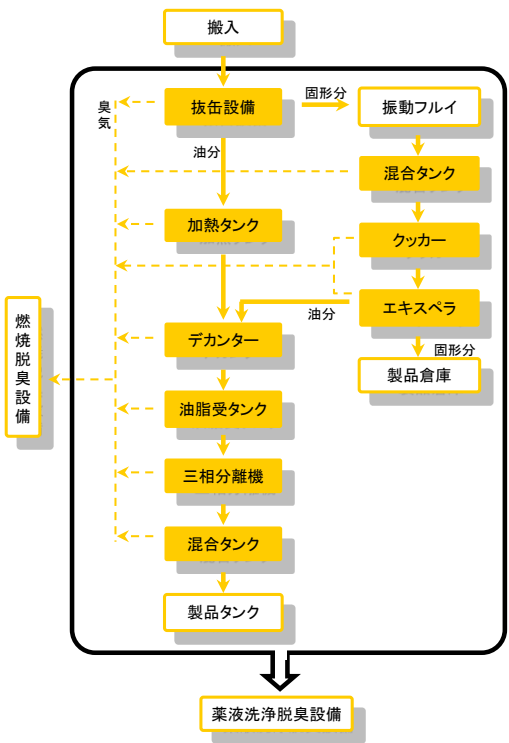 搬入
臭気
抜缶設備
固形分
振動フルイ
油分
混合タンク
加熱タンク
クッカー
エキスペラ
油分
デカンター
固形分
製品倉庫
燃焼脱臭設備
油脂受タンク
三相分離機
混合タンク
製品タンク
薬液洗浄脱臭設備